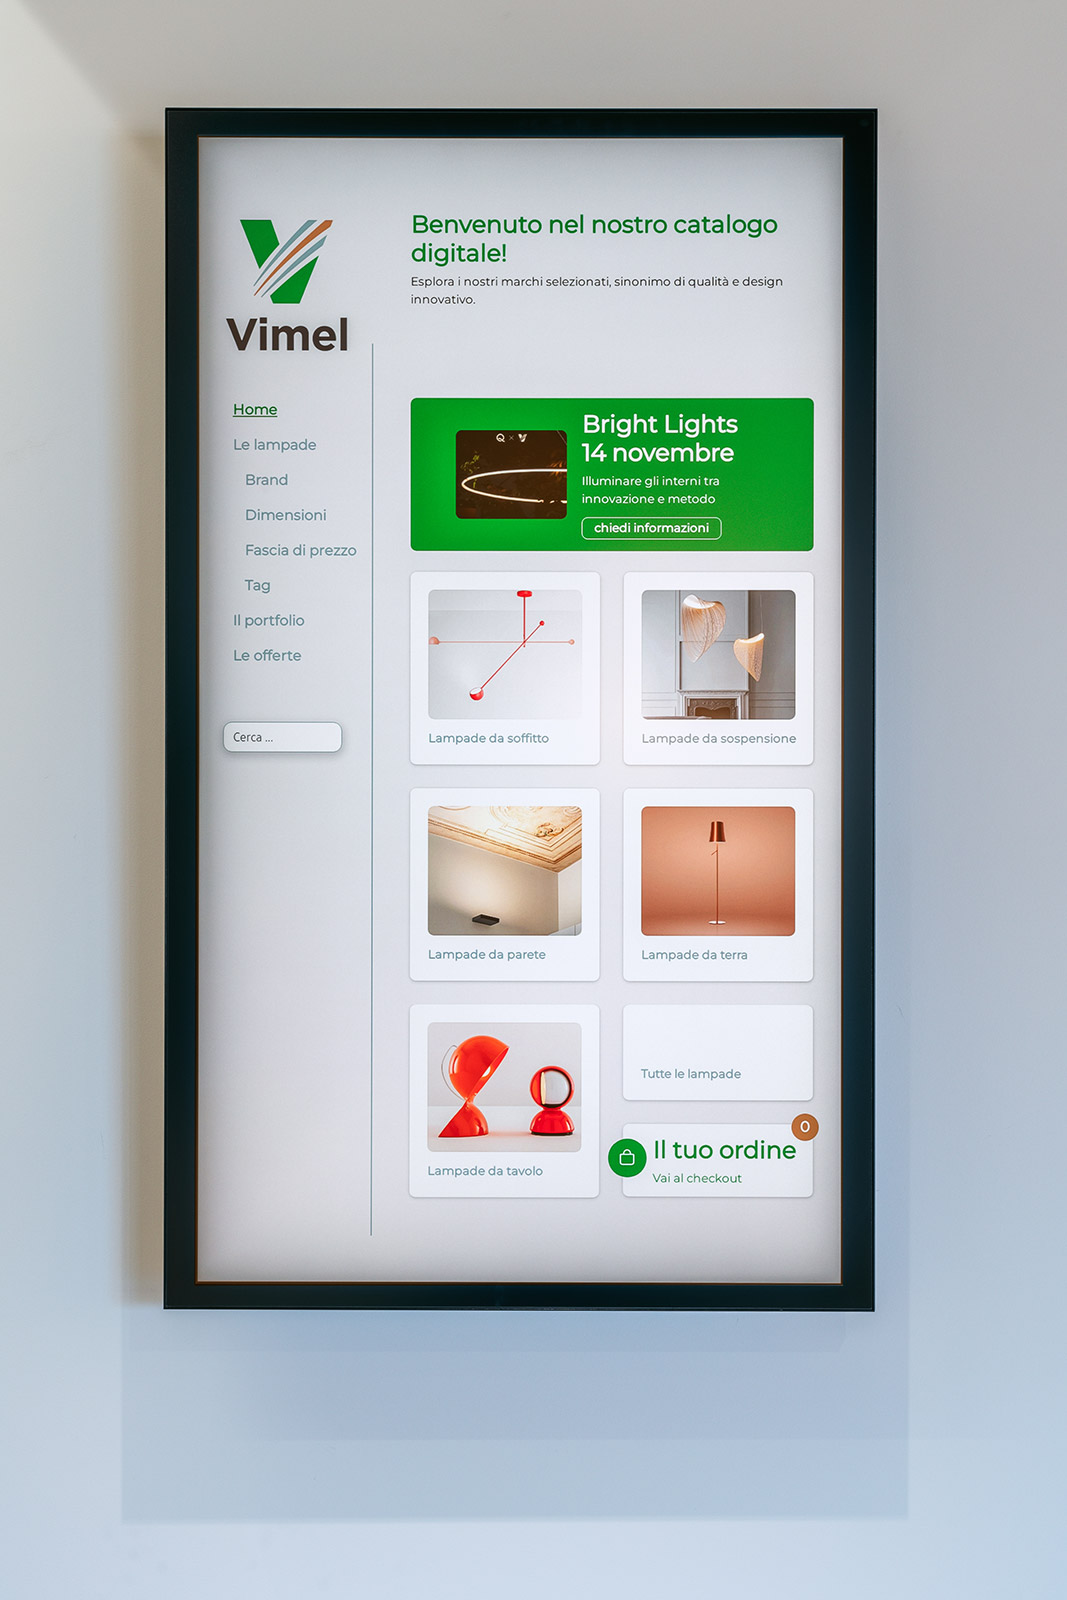 Vimel
Benvenuto nel nostro catalogo
digitale!
Esplora i nostri marchi selezionati, sinonimo di qualità e design
innovativo.
Home
Le lampade
Brand
Dimensioni
Fascia di prezzo
Tag
Il portfolio
Le offerte
Cerca ...
Bright Lights
14 novembre
Illuminare gli interni tra
innovazione e metodo
chiedi informazioni
Lampade da soffitto
Lampade da sospensione
Lampade da parete
Lampade da terra
Lampade da tavolo
Tutte le lampade
0
Il tuo ordine
Vai al checkout